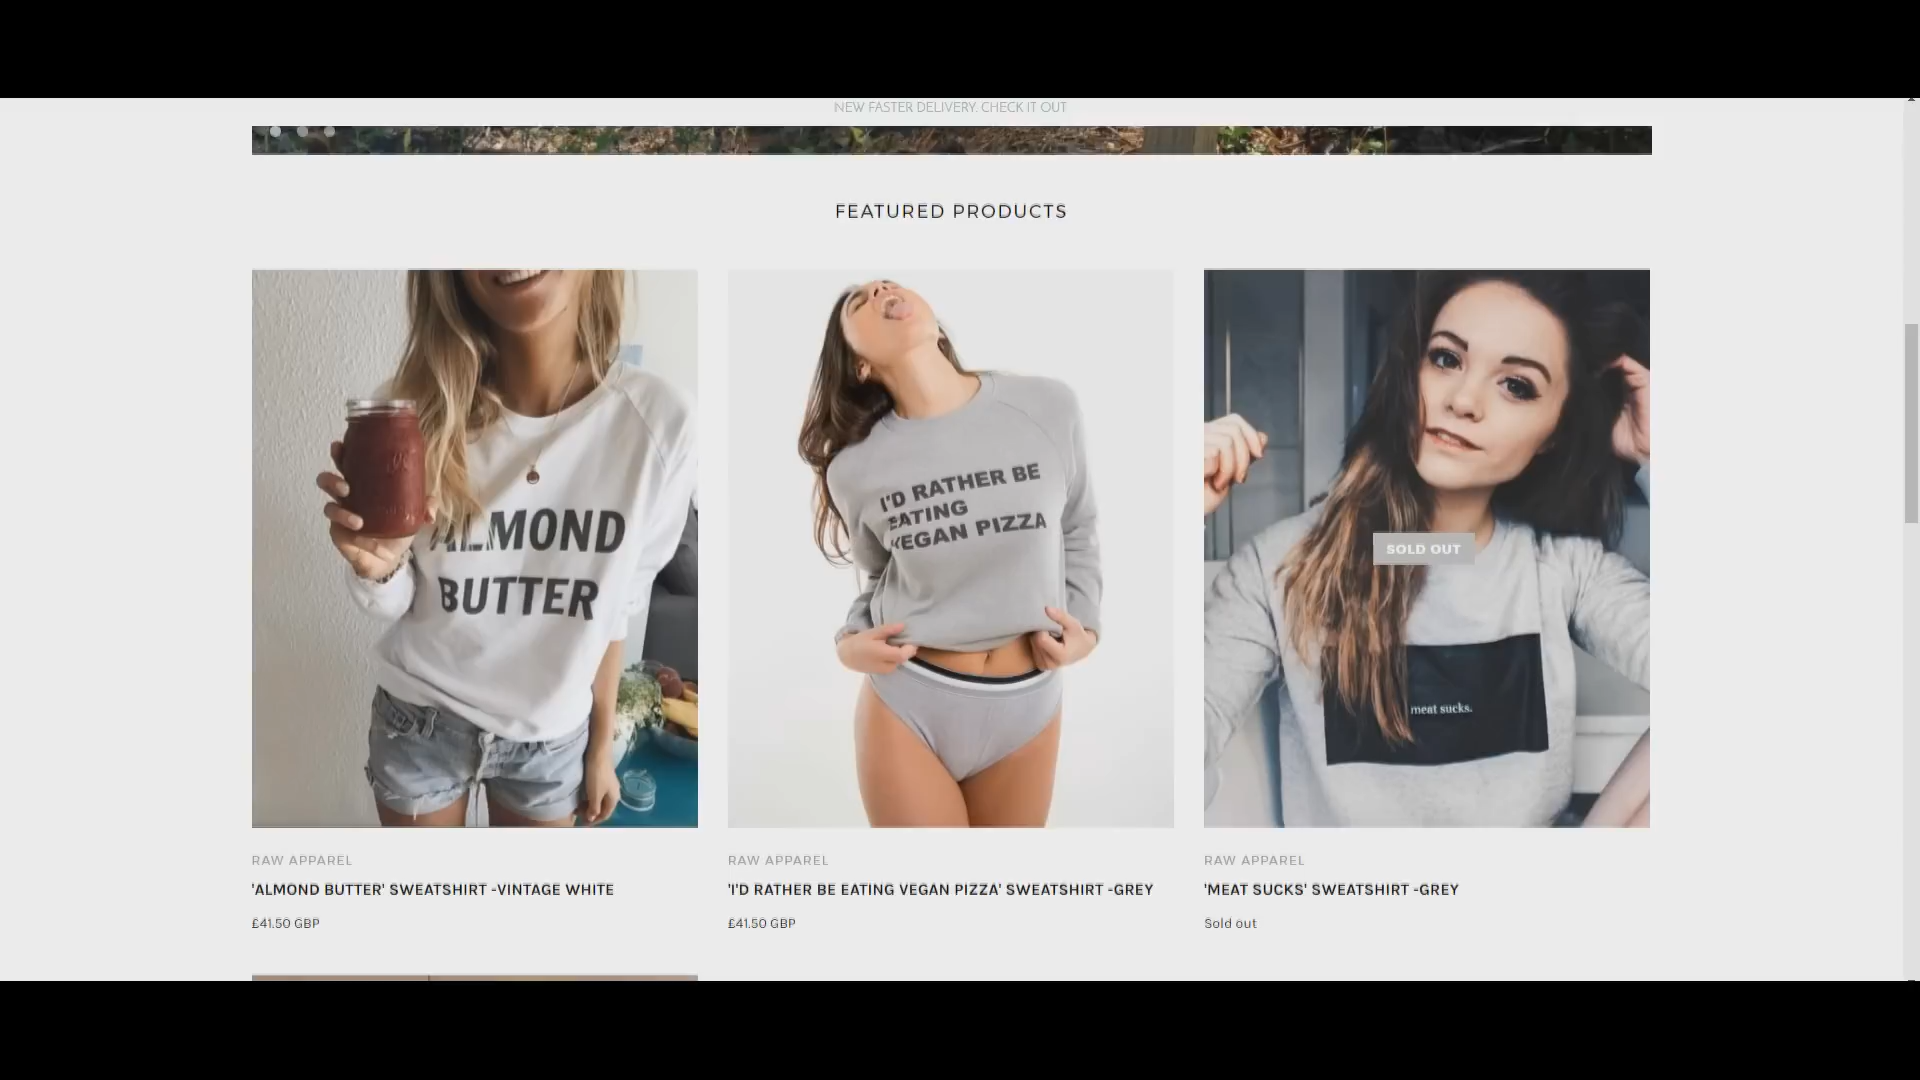 NEW FASTER DELIVERY. CHECK IT OUT
FEATURED PRODUCTS
ALMOND
BUTTER
I'D RATHER BE
EATING
VEGAN PIZZA
SOLD OUT
meat sucks.
RAW APPAREL
'ALMOND BUTTER' SWEATSHIRT -VINTAGE WHITE
£41.50 GBP
RAW APPAREL
'I'D RATHER BE EATING VEGAN PIZZA' SWEATSHIRT -GREY
£41.50 GBP
RAW APPAREL
'MEAT SUCKS' SWEATSHIRT -GREY
Sold out